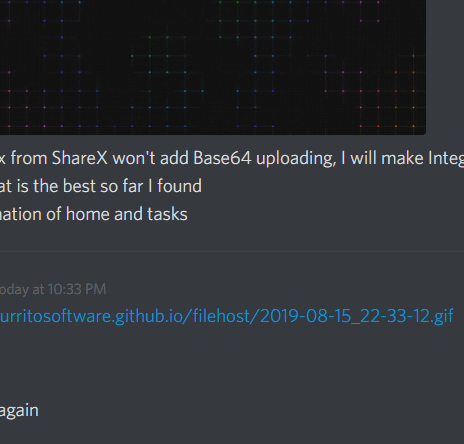 x from ShareX won't add Base64 uploading, I will make Integ
at is the best so far I found
nation of home and tasks
oday at 10:33 PM
urritosoftware.github.io/filehost/2019-08-15_22-33-12.gif
again